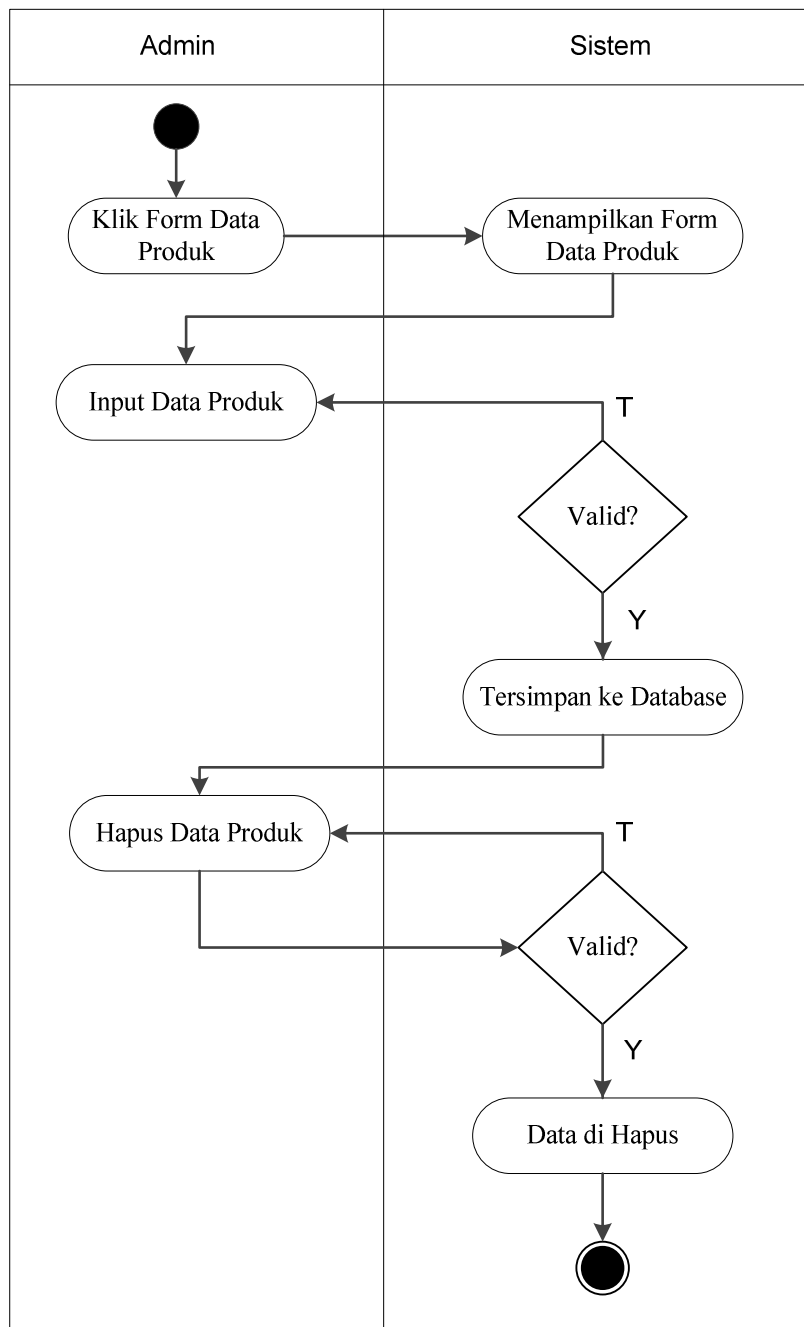 Admin
Sistem
Klik Form Data
Produk
Menampilkan Form
Data Produk
Input Data Produk
T
Valid?
Y
Tersimpan ke Database
Hapus Data Produk
T
Valid?
Y
Data di Hapus